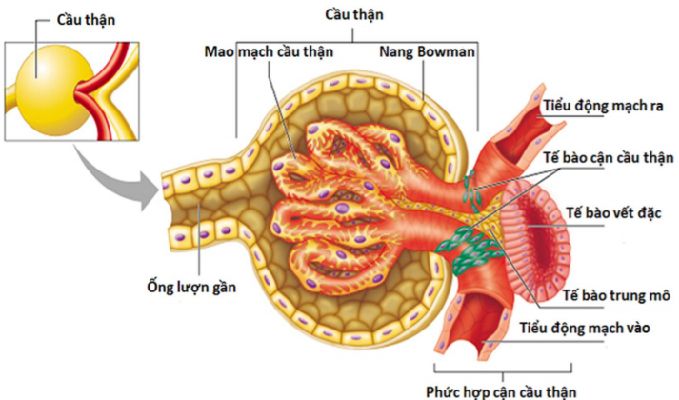 Cầu thận
Cầu thận
Mao mạch cầu thận
Nang Bowman
Tiểu động mạch ra
Tế bào cận cầu thận
Tế bào vết đặc
Ống lượn gần
Tế bào trung mô
Tiểu động mạch vào
Phức hợp cận cầu thận